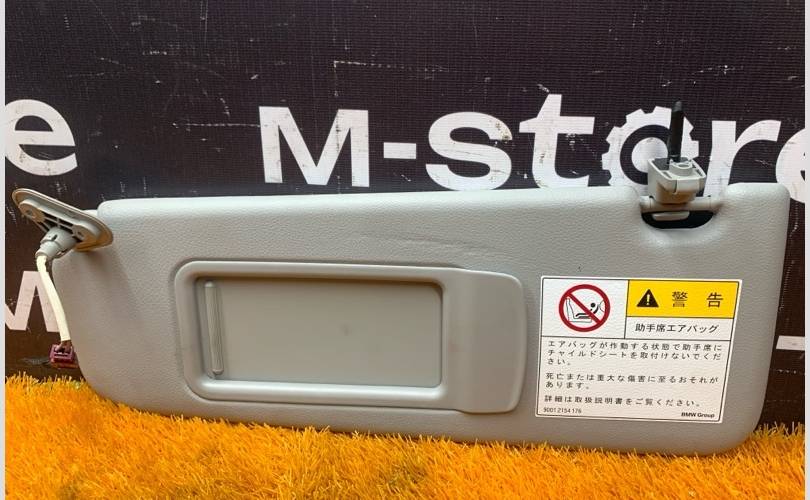 e
M-store
M
警告
助手席エアバッグ
エアバッグが作動する状態で助手席に
チャイルドシートを取付けないでくだ
さい。
死亡または重大な傷害に至るおそれが
あります。
詳細は取扱説明書をご覧ください。
9001 2154 176
BMW Group